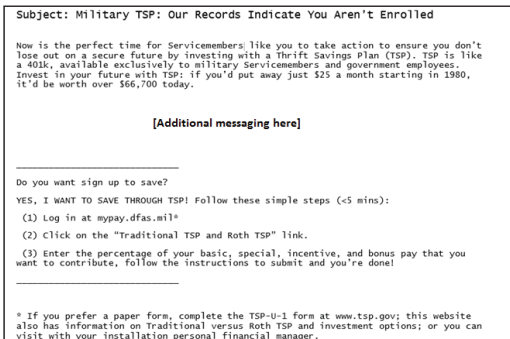 Subject: Military TSP: Our Records Indicate You Aren't Enrolled
Now is the perfect time for Servicemembers like you to take action to ensure you don't
lose out on a secure future by investing with a Thrift Savings Plan (TSP). TSP is like
a 401k, available exclusively to military Servicemembers and government employees.
Invest in your future with TSP: if you'd put away just $25 a month starting in 1980,
it'd be worth over $66,700 today.
[Additional messaging here]
Do you want sign up to save?
YES, I WANT TO SAVE THROUGH TSP! Follow these simple steps (<5 mins):
(1) Log in at mypay.dfas.mil*
(2) Click on the “Traditional TSP and Roth TSP” link.
(3) Enter the percentage of your basic, special, incentive, and bonus pay that you
want to contribute, follow the instructions to submit and you're done!
* If you prefer a paper form, complete the TSP-U-1 form at www.tsp.gov; this website
also has information on Traditional versus Roth TSP and investment options; or you can
visit with your installation personal financial manager.